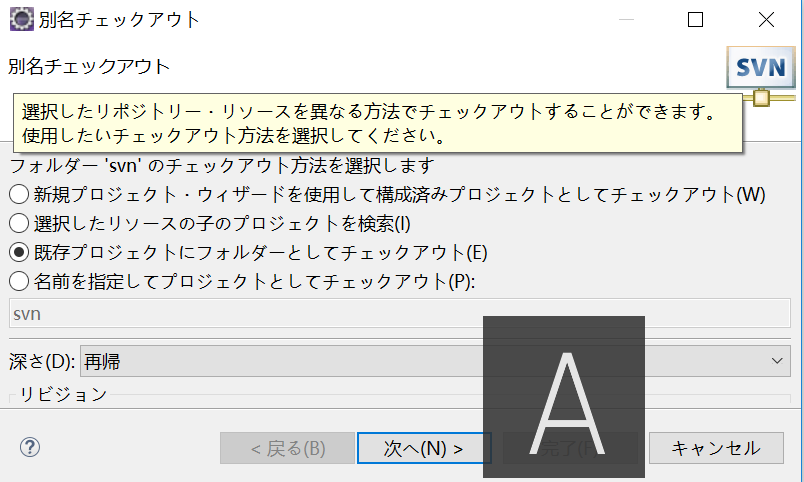 別名チェックアウト
別名チェックアウト
SVN
選択したリポジトリー・リソースを異なる方法でチェックアウトすることができます。
使用したいチェックアウト方法を選択してください。
フォルダー 'svn' のチェックアウト方法を選択します
新規プロジェクト・ウィザードを使用して構成済みプロジェクトとしてチェックアウト(W)
選択したリソースの子のプロジェクトを検索(I)
既存プロジェクトにフォルダーとしてチェックアウト(E)
名前を指定してプロジェクトとしてチェックアウト(P):
svn
深さ(D): 再帰
リビジョン
? < 戻る(B) 次へ(N) > 完了(F) キャンセル
A